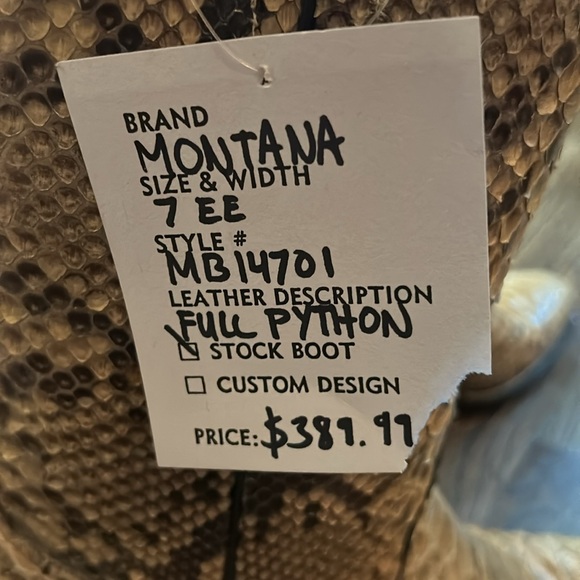 BRAND
MONTANA
SIZE & WIDTH
7 EE
STYLE #
MB14701
LEATHER DESCRIPTION
FULL PYTHON
STOCK BOOT
CUSTOM DESIGN
PRICE: $389.99